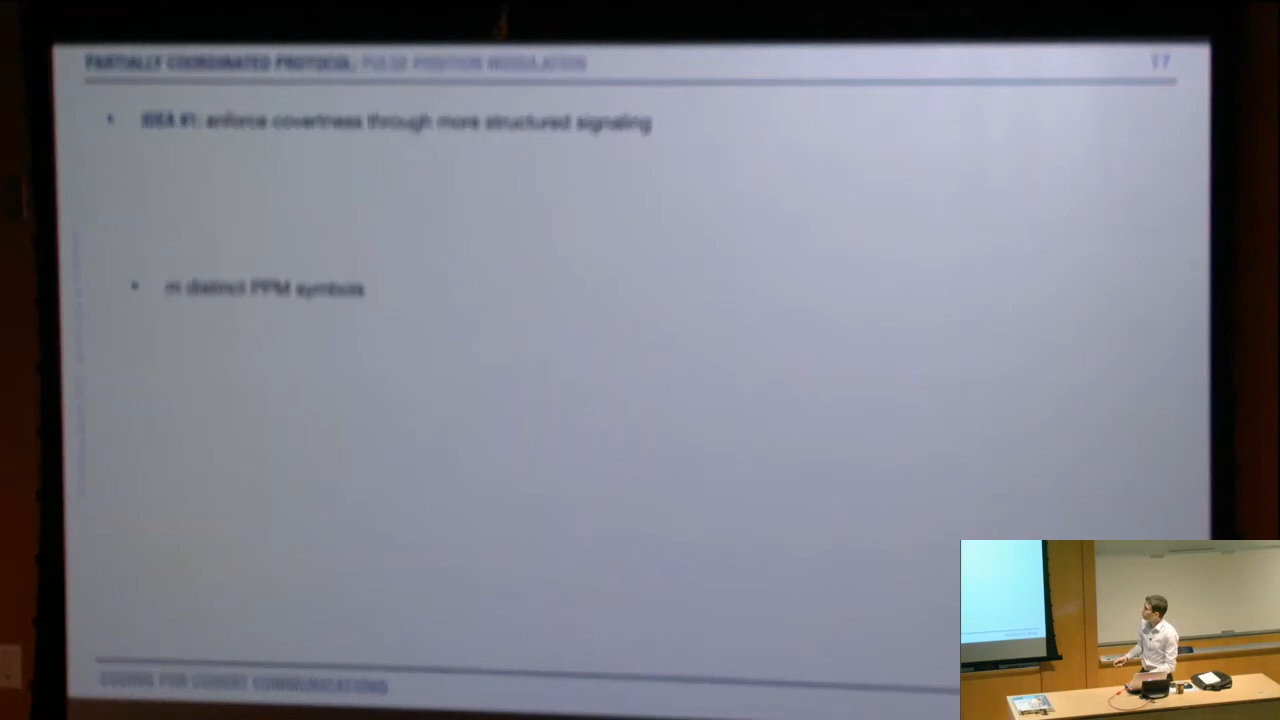 PARTIALLY COORDINATED PROTOCOL: PULSE POSITION MODULATION
17
• IDEA #1: enforce covertness through more structured signaling
• m distinct PPM symbols
CODING FOR COVERT COMMUNICATIONS